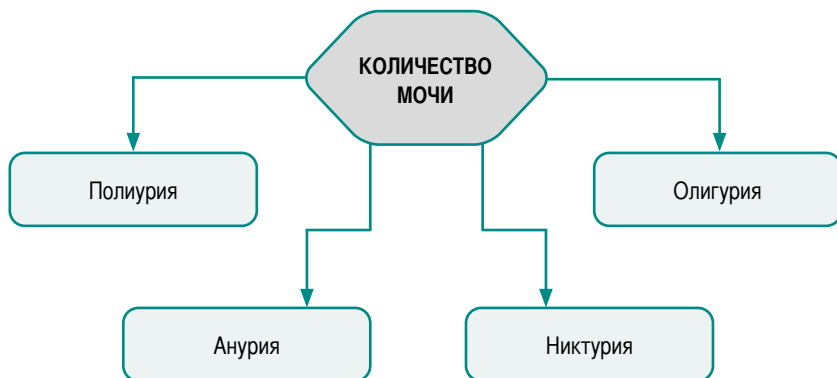 КОЛИЧЕСТВО
МОЧИ
Полиурия
Олигурия
Анурия
Никтурия